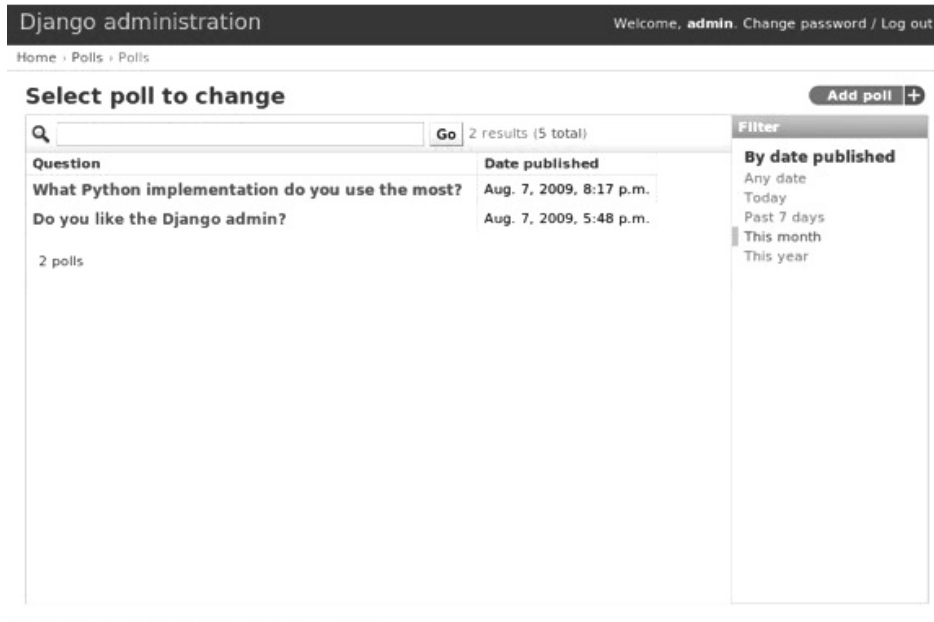 Django administration
Welcome, admin. Change password / Log out
Home › Polls › Polls
Select poll to change
Add poll +
Go 2 results (5 total)
Filter
By date published
Any date
Today
Past 7 days
This month
This year
Question Date published
What Python implementation do you use the most? Aug. 7, 2009, 8:17 p.m.
Do you like the Django admin? Aug. 7, 2009, 5:48 p.m.
2 polls